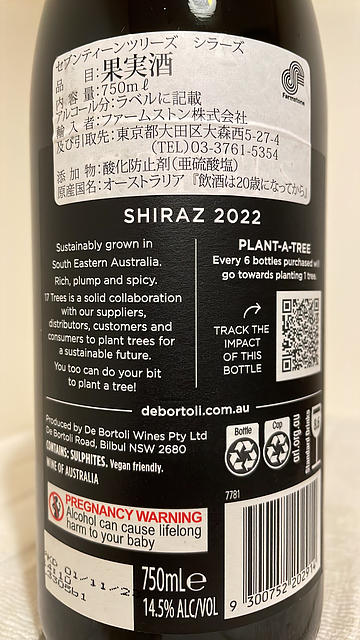 セブンティーンツリーズ シラーズ
品 目:果実酒
内 容 量:750mℓ
アルコール分:ラベルに記載
輸 入 者:ファームストン株式会社
及び引取先:東京都大田区大森西5-27-4
(TEL)03-3761-5354
添 加 物:酸化防止剤(亜硫酸塩)
原産国名:オーストラリア『飲酒は20歳になってから』
Farmstone
SHIRAZ 2022
Sustainably grown in
South Eastern Australia.
Rich, plump and spicy.
17 Trees is a solid collaboration
with our suppliers,
distributors, customers and
consumers to plant trees for
a sustainable future.
You too can do your bit
to plant a tree!
PLANT-A-TREE
Every 6 bottles purchased will
go towards planting 1 tree.
TRACK THE
IMPACT
OF THIS
BOTTLE
debortoli.com.au
Produced by De Bortoli Wines Pty Ltd
De Bortoli Road, Bilbul NSW 2680
CONTAINS: SULPHITES. Vegan friendly.
WINE OF AUSTRALIA
Bottle
Cap
arl.org.au
Standard Drinks
PREGNANCY WARNING
Alcohol can cause lifelong
harm to your baby
7781
01/11/2
750mLe
14.5% ALC/VOL
9 300752 202914